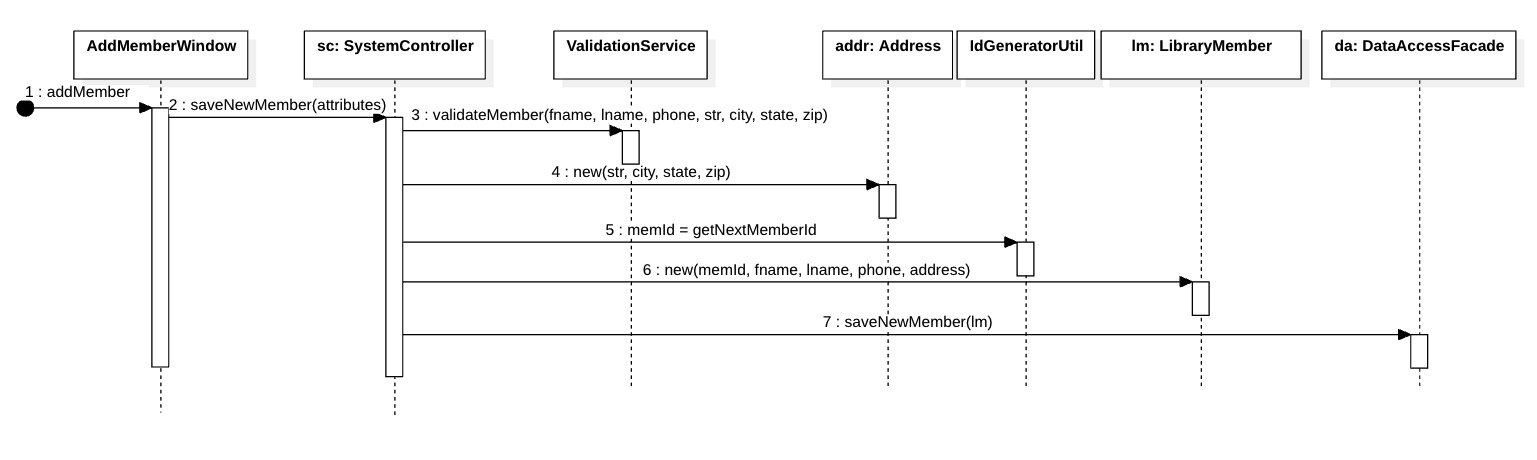 AddMemberWindow
sc: SystemController
ValidationService
addr: Address
IdGeneratorUtil
lm: LibraryMember
da: DataAccessFacade
1 : addMember
2 : saveNewMember(attributes)
3 : validateMember(fname, lname, phone, str, city, state, zip)
4 : new(str, city, state, zip)
5 : memId = getNextMemberId
6 : new(memId, fname, lname, phone, address)
7 : saveNewMember(lm)